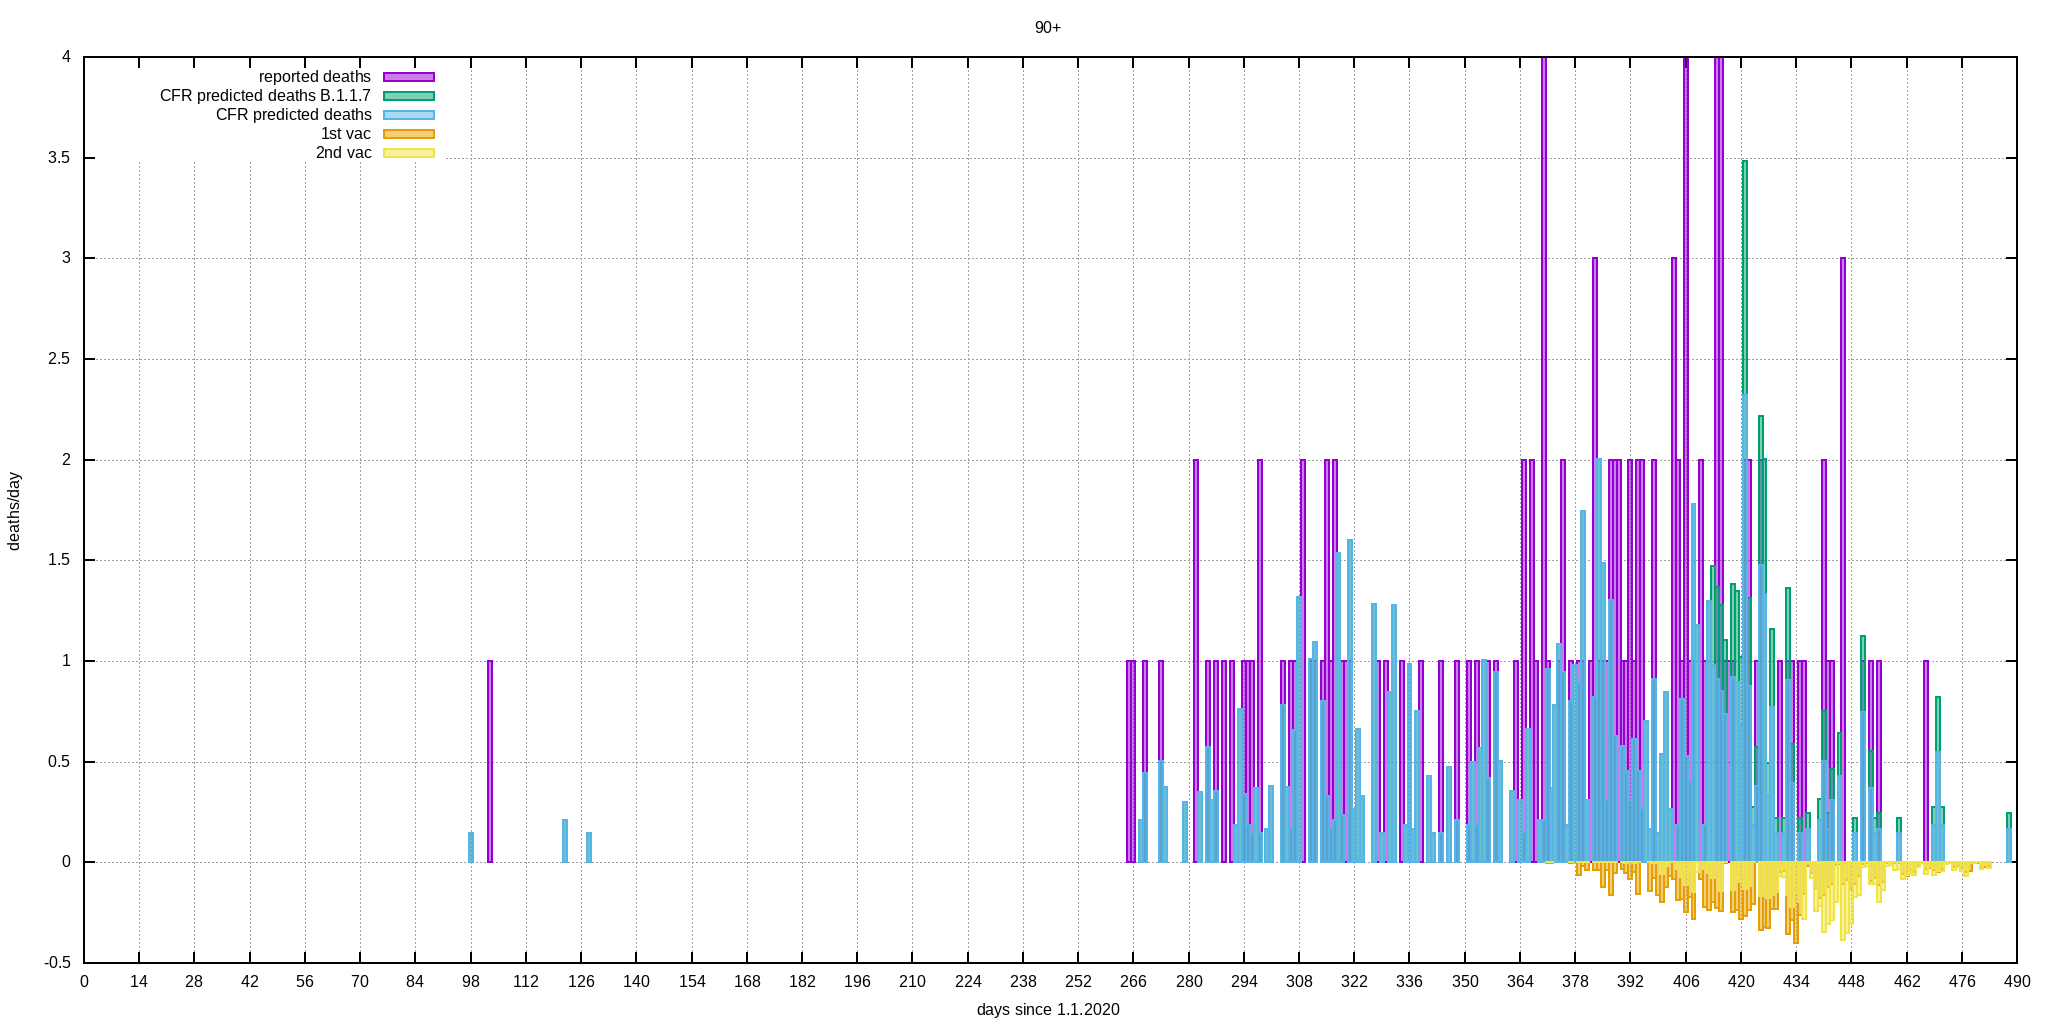 90+
reported deaths
CFR predicted deaths B.1.1.7
CFR predicted deaths
1st vac
2nd vac
4
3.5
3
2.5
2
1.5
1
0.5
0
-0.5
deaths/day
0 14 28 42 56 70 84 98 112 126 140 154 168 182 196 210 224 238 252 266 280 294 308 322 336 350 364 378 392 406 420 434 448 462 476 490
days since 1.1.2020